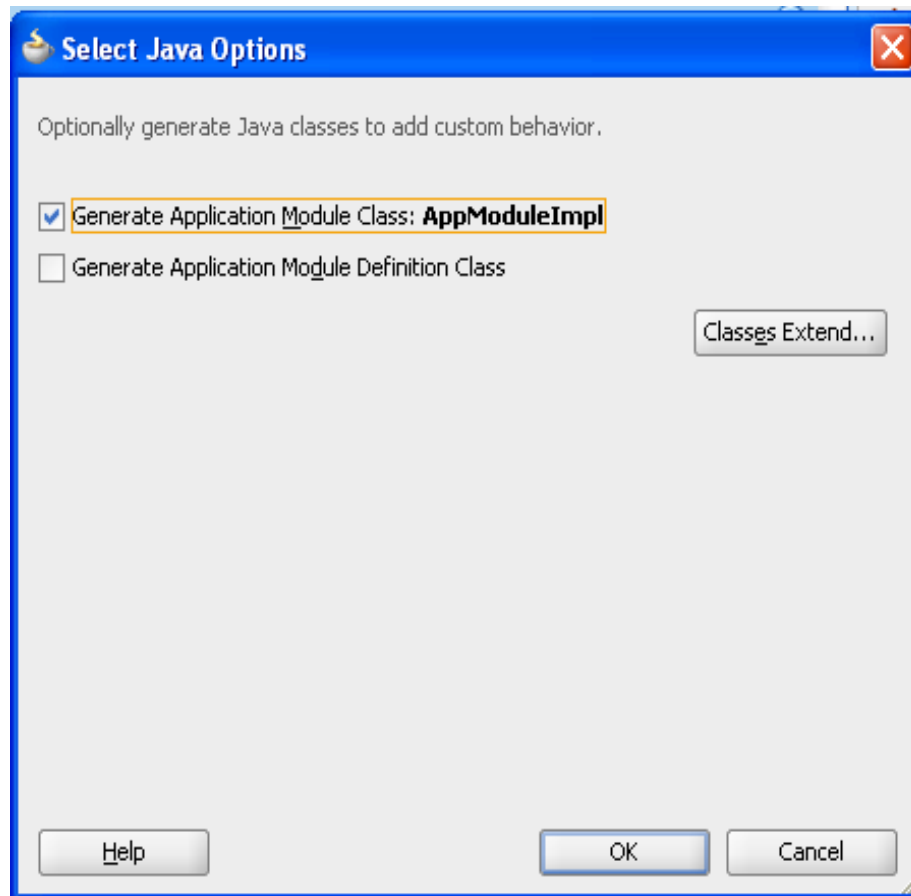 Select Java Options
Optionally generate Java classes to add custom behavior.
Generate Application Module Class: AppModuleImpl
Generate Application Module Definition Class
Classes Extend...
Help
OK
Cancel